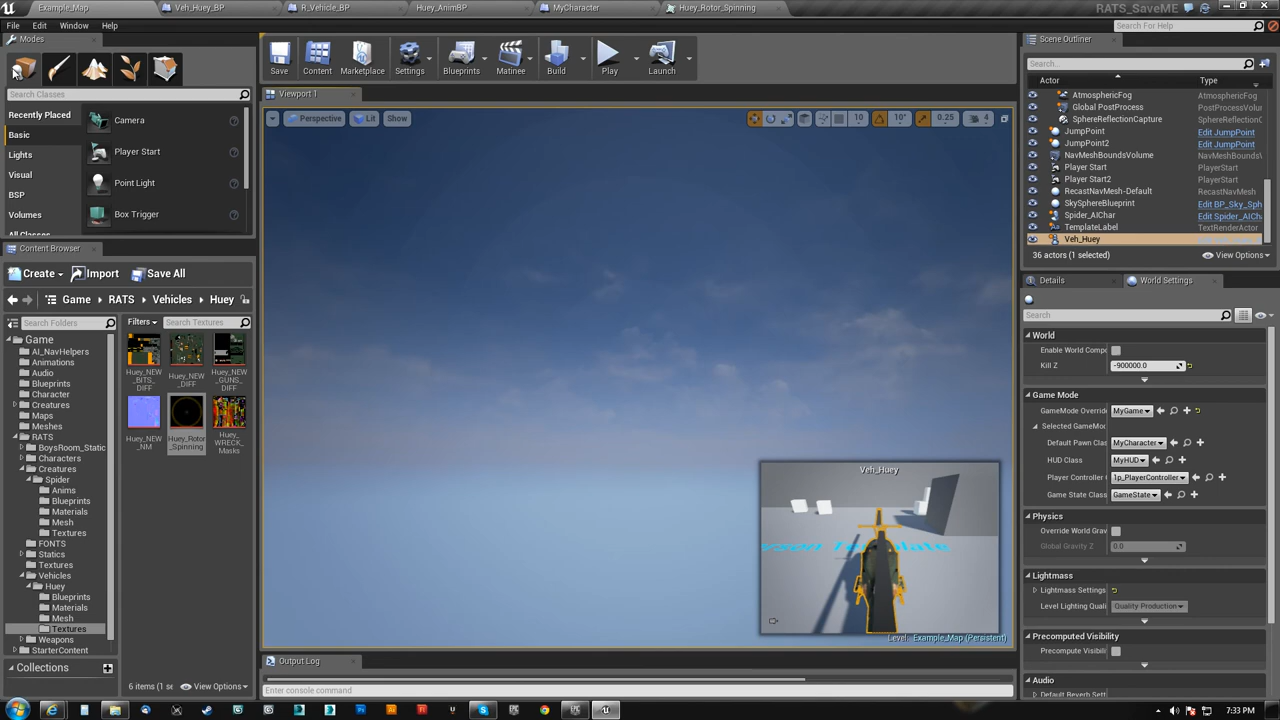 Example_Map
Veh_Huey_BP
R_Vehicle_BP
Huey_AnimBP
MyCharacter
Huey_Rotor_Spinning
RATS_SaveME
File Edit Window Help
Search For Help
Modes
Search Classes
Recently Placed
Basic
Lights
Visual
BSP
Volumes
All Classes
Camera
Player Start
Point Light
Box Trigger
Content Browser
Create Import Save All
Game RATS Vehicles Huey
Search Folders
Filters
Search Textures
Game
AI_NavHelpers
Animations
Audio
Blueprints
Character
Creatures
Maps
Meshes
RATS
BoysRoom_Static
Characters
Creatures
Spider
Anims
Blueprints
Materials
Mesh
Textures
FONTS
Statics
Textures
Vehicles
Huey
Blueprints
Materials
Mesh
Textures
Weapons
StarterContent
Collections
Huey_NEW
_BITS_
DIFF
Huey_NEW
_DIFF
Huey_NEW
_GUNS_
DIFF
Huey_NEW
_NM
Huey_Rotor
_Spinning
Huey_
WRECK_
Masks
6 items (1 se
View Options
Save
Content
Marketplace
Settings
Blueprints
Matinee
Build
Play
Launch
Viewport 1
Perspective Lit Show
10 10° 0.25 4
Veh_Huey
Level: Example_Map (Persistent)
Output Log
Enter console command
Scene Outliner
Search...
Actor Type
AtmosphericFog AtmosphericFog
Global PostProcess PostProcessVolu
SphereReflectionCapture SphereReflection
JumpPoint Edit JumpPoint
JumpPoint2 Edit JumpPoint
NavMeshBoundsVolume NavMeshBounds
Player Start PlayerStart
Player Start2 PlayerStart
RecastNavMesh-Default RecastNavMesh
SkySphereBlueprint Edit BP_Sky_Sph
Spider_AIChar Edit Spider_AICh
TemplateLabel TextRenderActor
Veh_Huey
36 actors (1 selected)
View Options
Details
World Settings
Search
World
Enable World Compo
Kill Z -900000.0
Game Mode
GameMode Override MyGame
Selected GameMod
Default Pawn Clas MyCharacter
HUD Class MyHUD
Player Controller 1p_PlayerController
Game State Class GameState
Physics
Override World Grav
Global Gravity Z 0.0
Lightmass
Lightmass Settings
Level Lighting Quali Quality Production
Precomputed Visibility
Precompute Visibili
Audio
Default Reverb Sett
7:33 PM